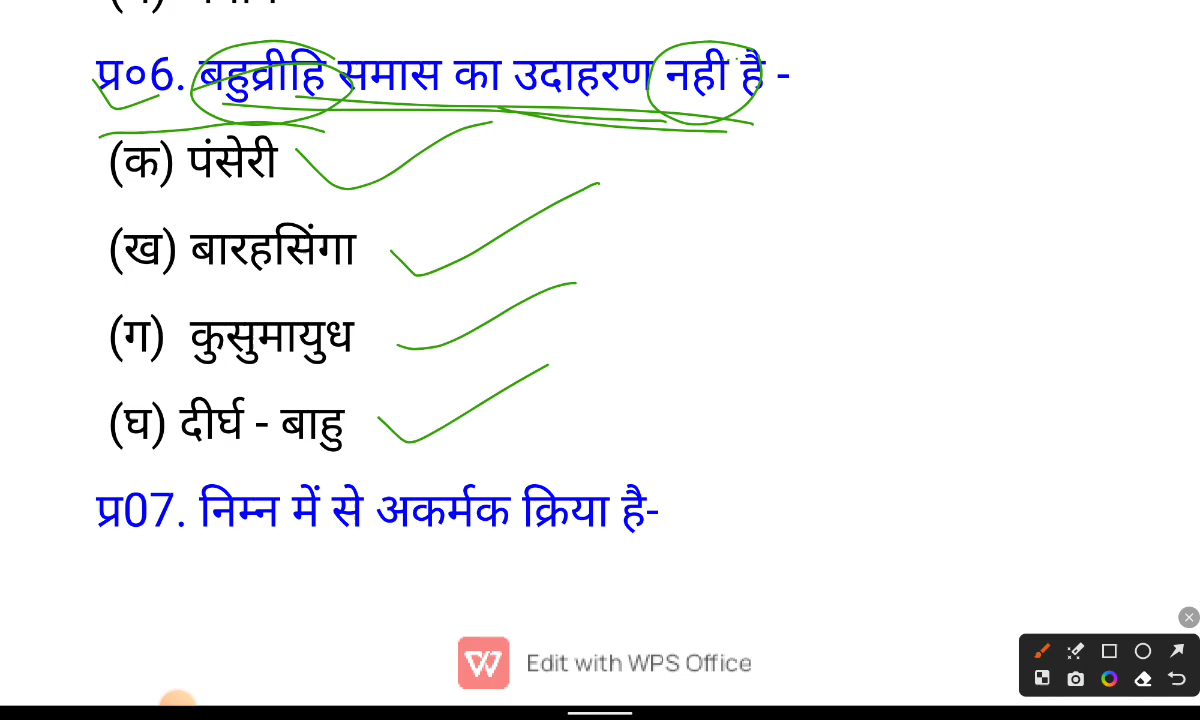 प्र०6. बहुव्रीहि समास का उदाहरण नही है -
(क) पंसेरी
(ख) बारहसिंगा
(ग) कुसुमायुध
(घ) दीर्घ - बाहु
प्र07. निम्न में से अकर्मक क्रिया है-
Edit with WPS Office